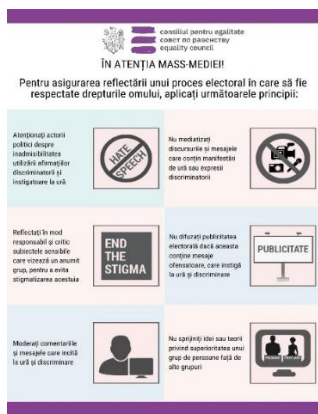 consiliul pentru egalitate
совет по равенству
equality council
ÎN ATENȚIA MASS-MEDIEI!
Pentru asigurarea reflectării unui proces electoral în care să fie
respectate drepturile omului, aplicați următoarele principii:
Atenționați actorii
politici despre
inadmisibilitatea
utilizării afirmațiilor
discriminatorii și
instigatoare la ură
HATE
SPEECH
Nu mediatizați
discursurile și mesajele
care conțin manifestări
de ură sau expresii
discriminatorii
Reflectați în mod
responsabil și critic
subiectele sensibile
care vizează un anumit
grup, pentru a evita
stigmatizarea acestuia
END
THE
STIGMA
Nu difuzați publicitatea
electorală dacă aceasta
conține mesaje
ofensatoare, care instigă
la ură și discriminare
PUBLICITATE
Moderați comentariile
și mesajele care incită
la ură și discriminare
Nu sprijiniți idei sau teorii
privind superioritatea unui
grup de persoane față de
alte grupuri